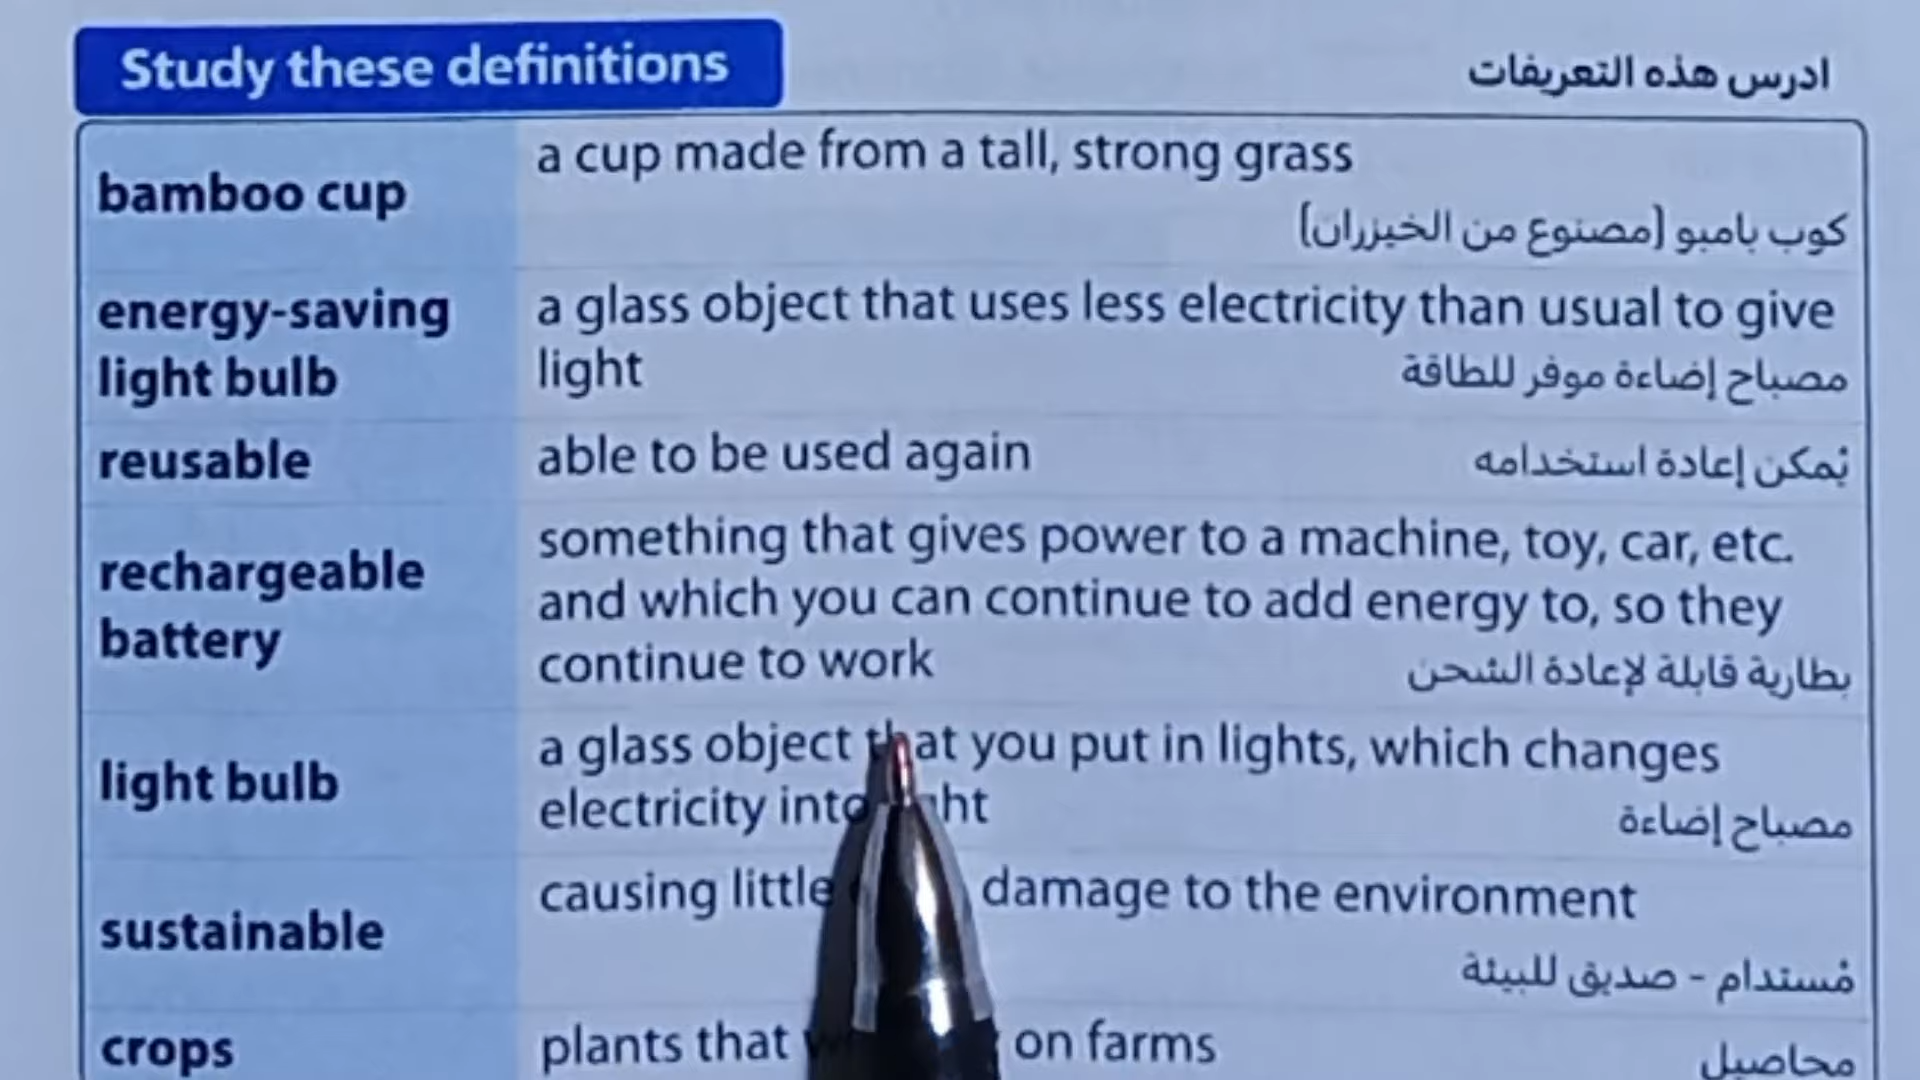 Study these definitions
ادرس هذه التعريفات
bamboo cup
a cup made from a tall, strong grass
كوب بامبو (مصنوع من الخيزران)
energy-saving
light bulb
a glass object that uses less electricity than usual to give
light
مصباح إضاءة موفر للطاقة
reusable
able to be used again
يُمكن إعادة استخدامه
rechargeable
battery
something that gives power to a machine, toy, car, etc.
and which you can continue to add energy to, so they
continue to work
بطارية قابلة لإعادة الشحن
light bulb
a glass object that you put in lights, which changes
electricity into
مصباح إضاءة
sustainable
causing little damage to the environment
مُستدام - صديق للبيئة
crops
plants that on farms
محاصيل